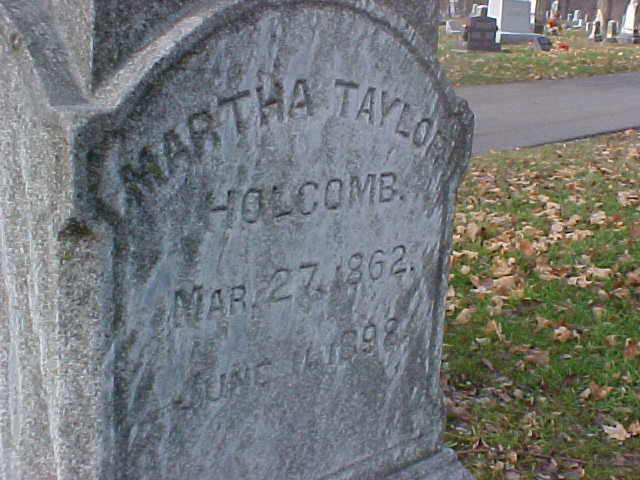 MARTHA TAYLOR
HOLCOMB.
MAR. 27, 1862.
JUNE 1, 1898.